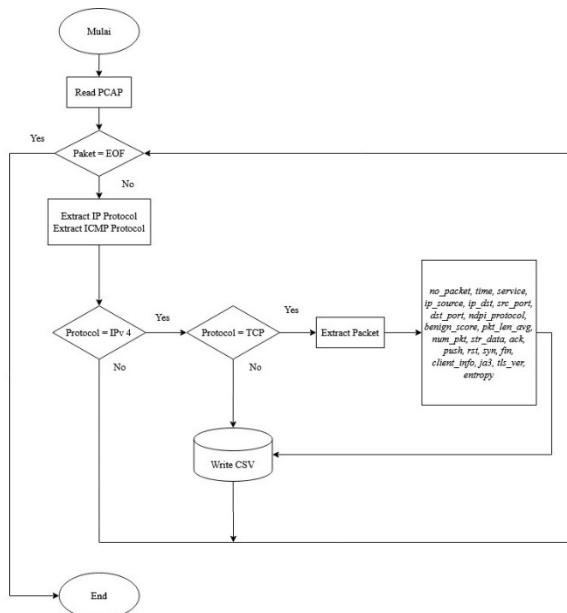 Mulai
Read PCAP
Yes
Paket = EOF
No
Extract IP Protocol
Extract ICMP Protocol
Protocol = IPv 4
Yes
Protocol = TCP
Yes
Extract Packet
no_packet, time, service,
ip_source, ip_dst, src_port,
dst_port, ndpi_protocol,
benign_score, pkt_len_avg,
num_pkt, str_data, ack,
push, rst, syn, fin,
client_info, ja3, tls_ver,
entropy
No
No
Write CSV
End